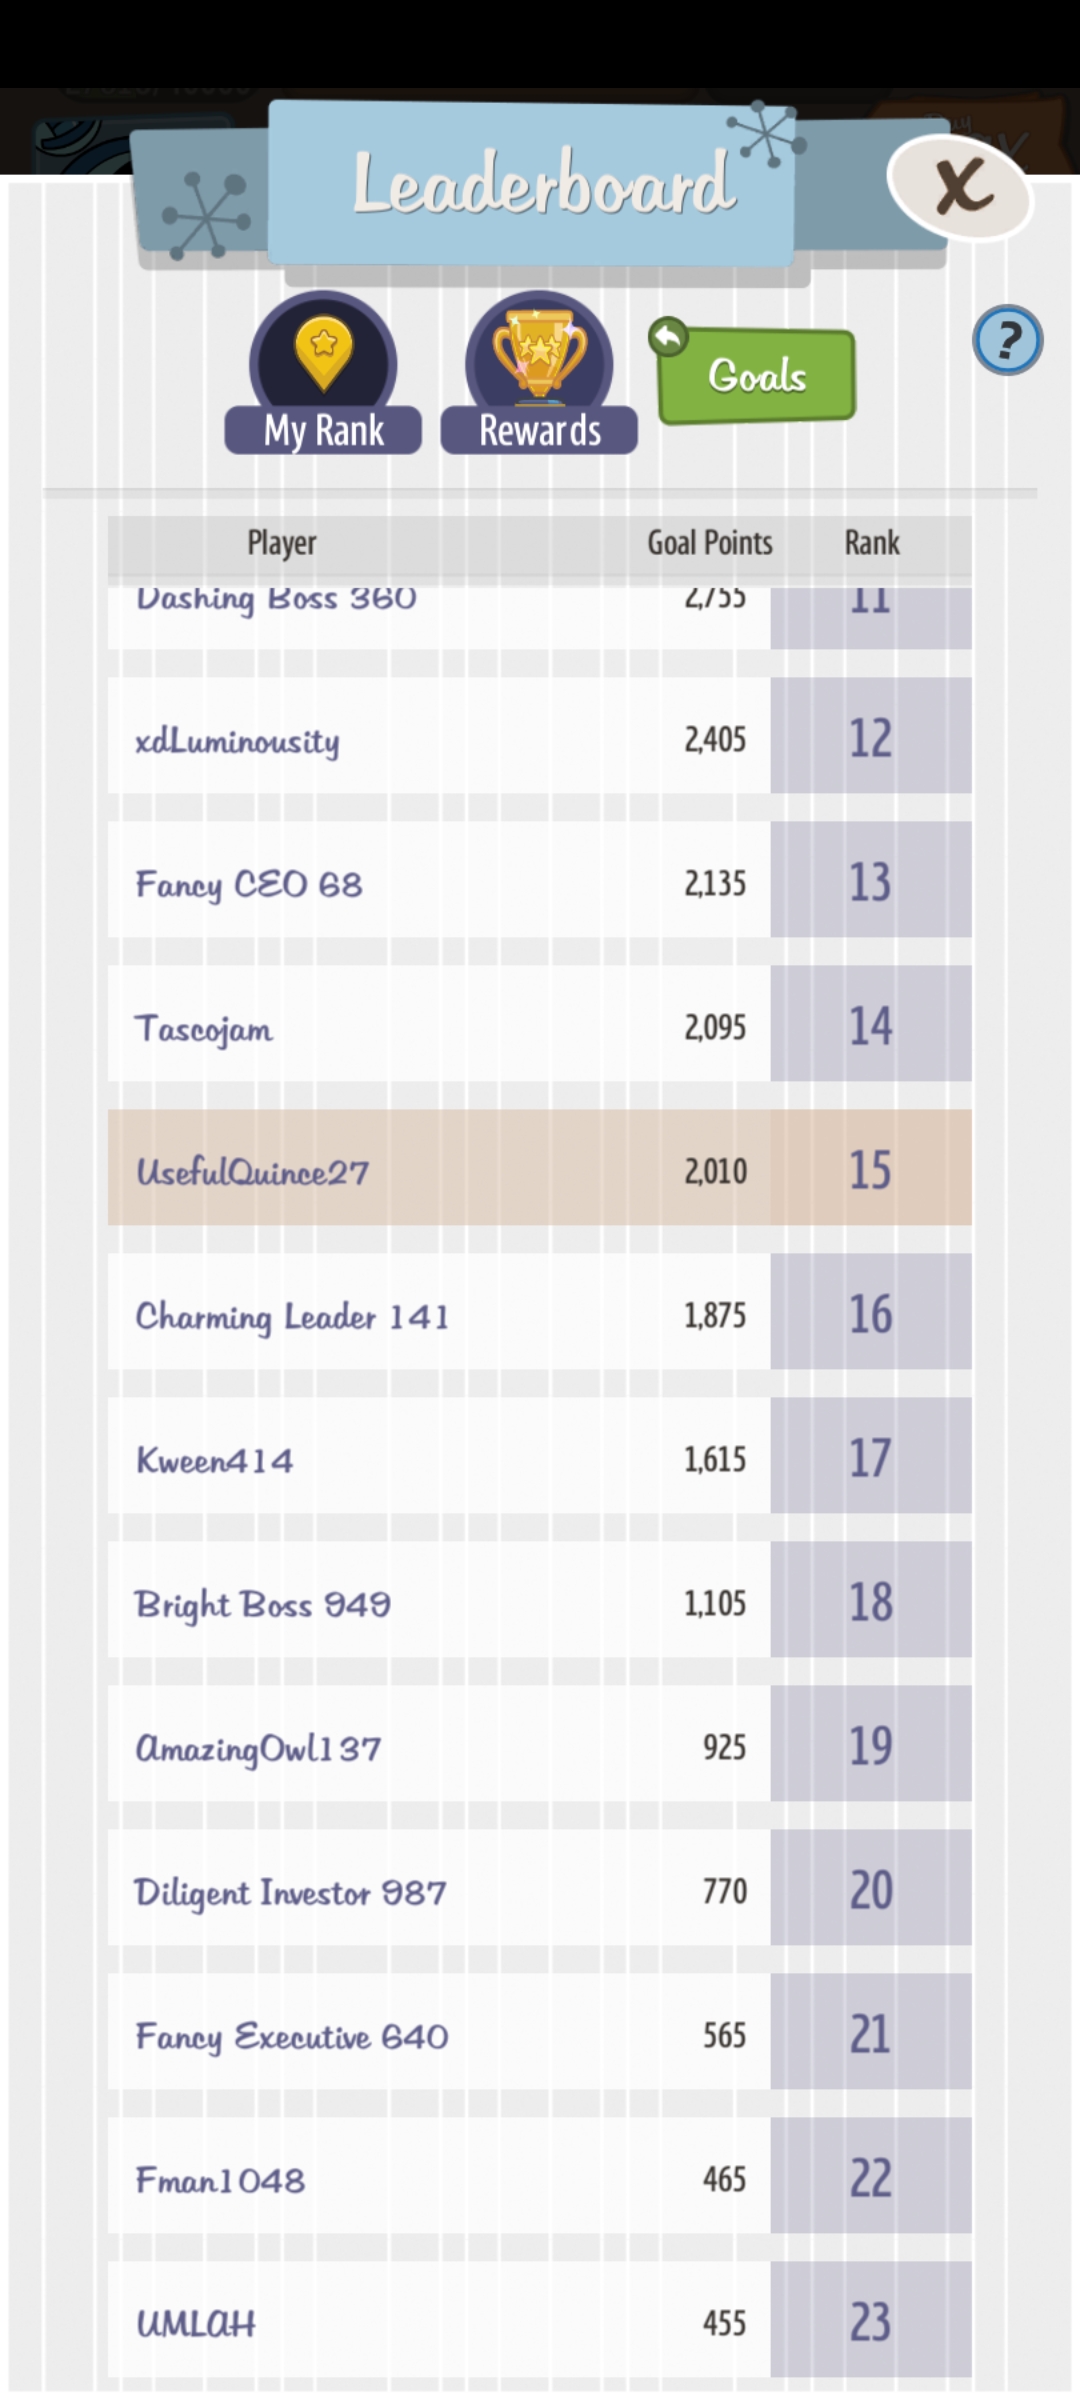 Leaderboard
X
My Rank
Rewards
Goals
?
Player Goal Points Rank
Dashing Boss 360 2,755 11
xdLuminousity 2,405 12
Fancy CEO 68 2,135 13
Tascojam 2,095 14
UsefulQuince27 2,010 15
Charming Leader 141 1,875 16
Kween414 1,615 17
Bright Boss 949 1,105 18
AmazingOwl137 925 19
Diligent Investor 987 770 20
Fancy Executive 640 565 21
Fman1048 465 22
UMLAH 455 23